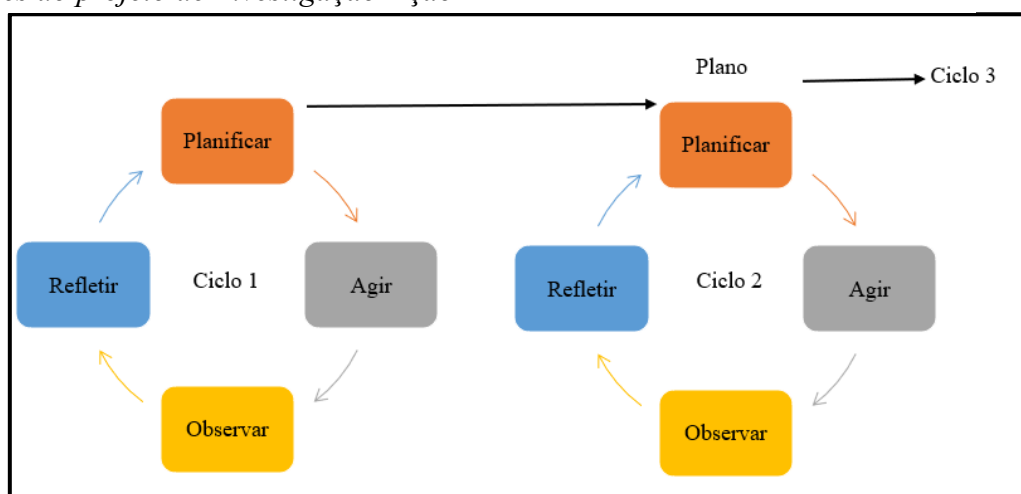 Plano
Ciclo 3
Planificar
Planificar
Refletir
Ciclo 1
Agir
Refletir
Ciclo 2
Agir
Observar
Observar